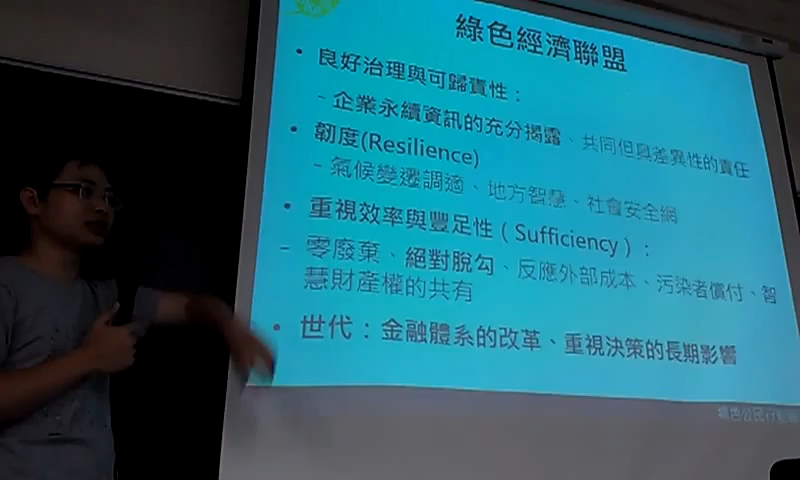 綠色經濟聯盟
• 良好治理與可歸責性：
－企業永續資訊的充分揭露、共同但具差異性的責任
• 韌度(Resilience)
－氣候變遷調適、地方智慧、社會安全網
• 重視效率與豐足性（Sufficiency）：
－ 零廢棄、絕對脫勾、反應外部成本、污染者償付、智
慧財產權的共有
• 世代：金融體系的改革、重視決策的長期影響